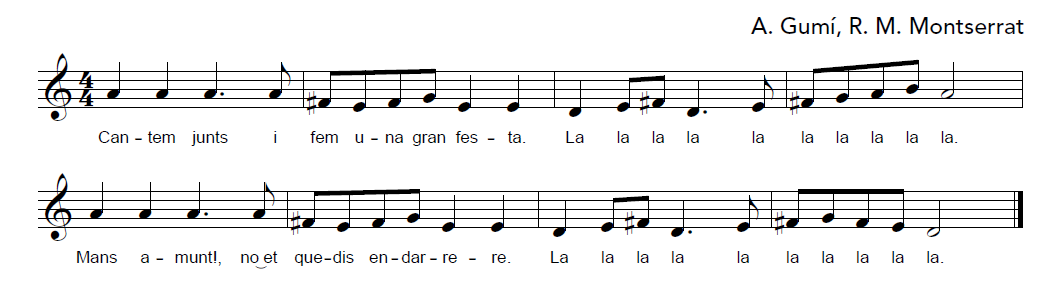 A. Gumí, R. M. Montserrat
4 4
Can - tem junts i fem u - na gran fes - ta. La la la la la la la la la la.
Mans a - munt!, no‿et que - dis en - dar - re - re. La la la la la la la la la la.